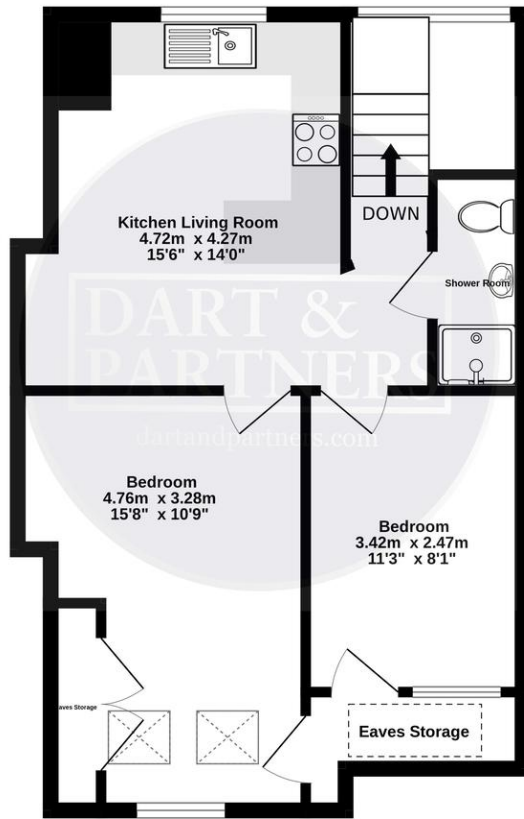 DOWN
Kitchen Living Room
4.72m x 4.27m
15'6" x 14'0"
Shower Room
DART &
PARTNERS
dartandpartners.com
Bedroom
4.76m x 3.28m
15'8" x 10'9"
Bedroom
3.42m x 2.47m
11'3" x 8'1"
aves Storage
Eaves Storage